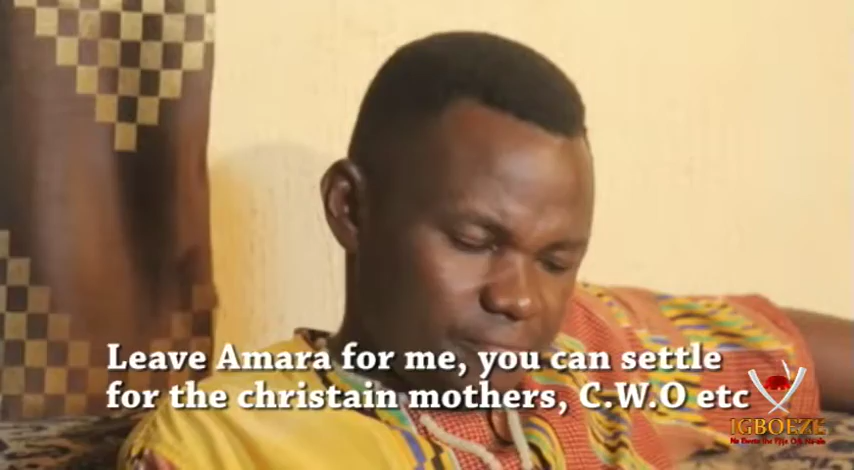 Leave Amara for me, you can settle
for the christain mothers, C.W.O etc
IGBOEZE